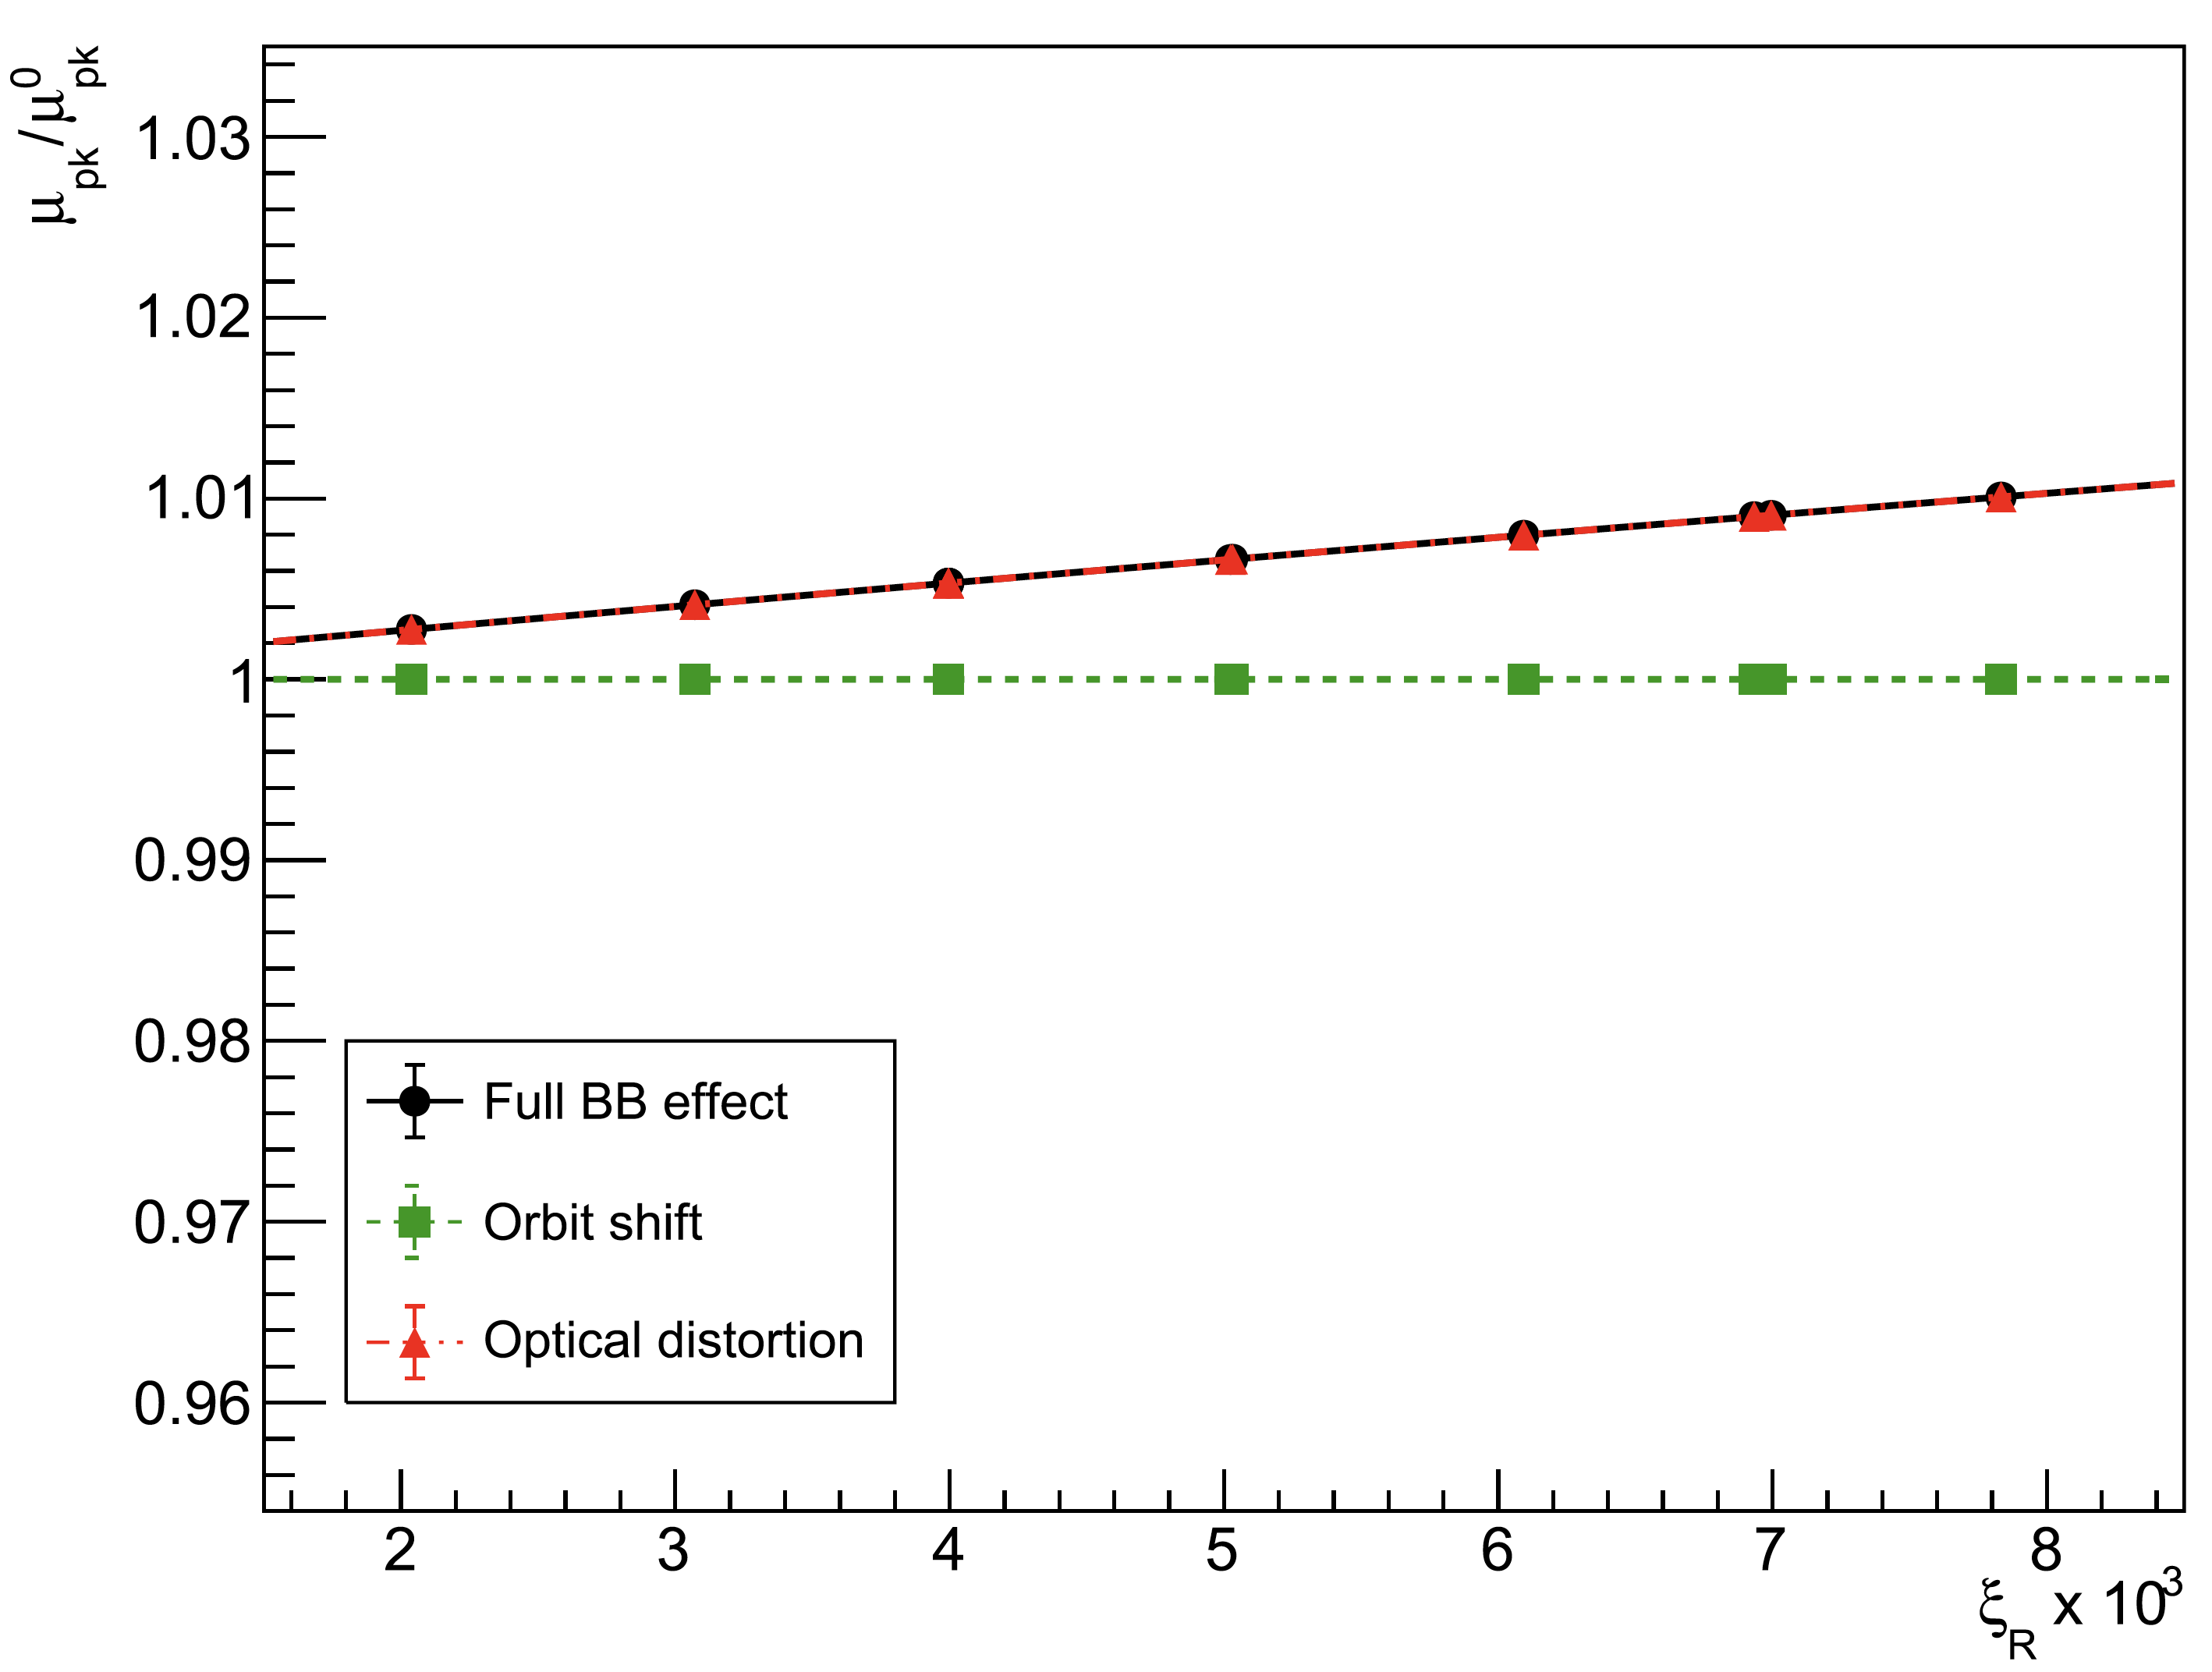 μpk/μ0pk
1.03
1.02
1.01
1
0.99
0.98
0.97
0.96
Full BB effect
Orbit shift
Optical distortion
2 3 4 5 6 7 8
ξR x 103